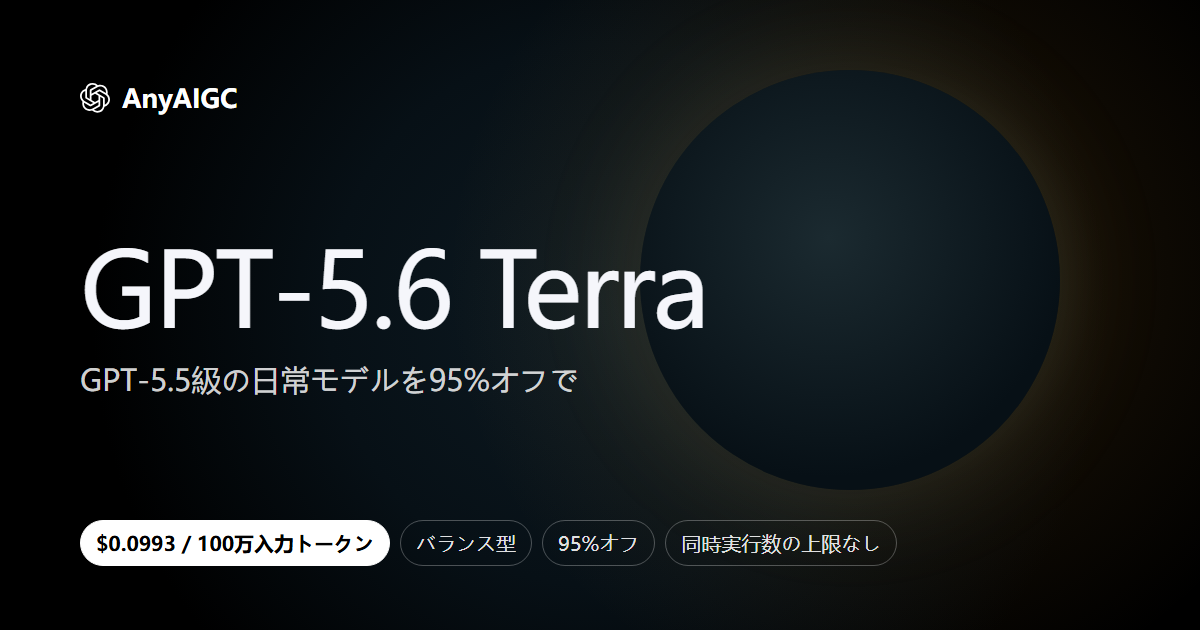 AnyAIGC
GPT-5.6 Terra
GPT-5.5級の日常モデルを95%オフで
$0.0993 / 100万入力トークン
バランス型
95%オフ
同時実行数の上限なし